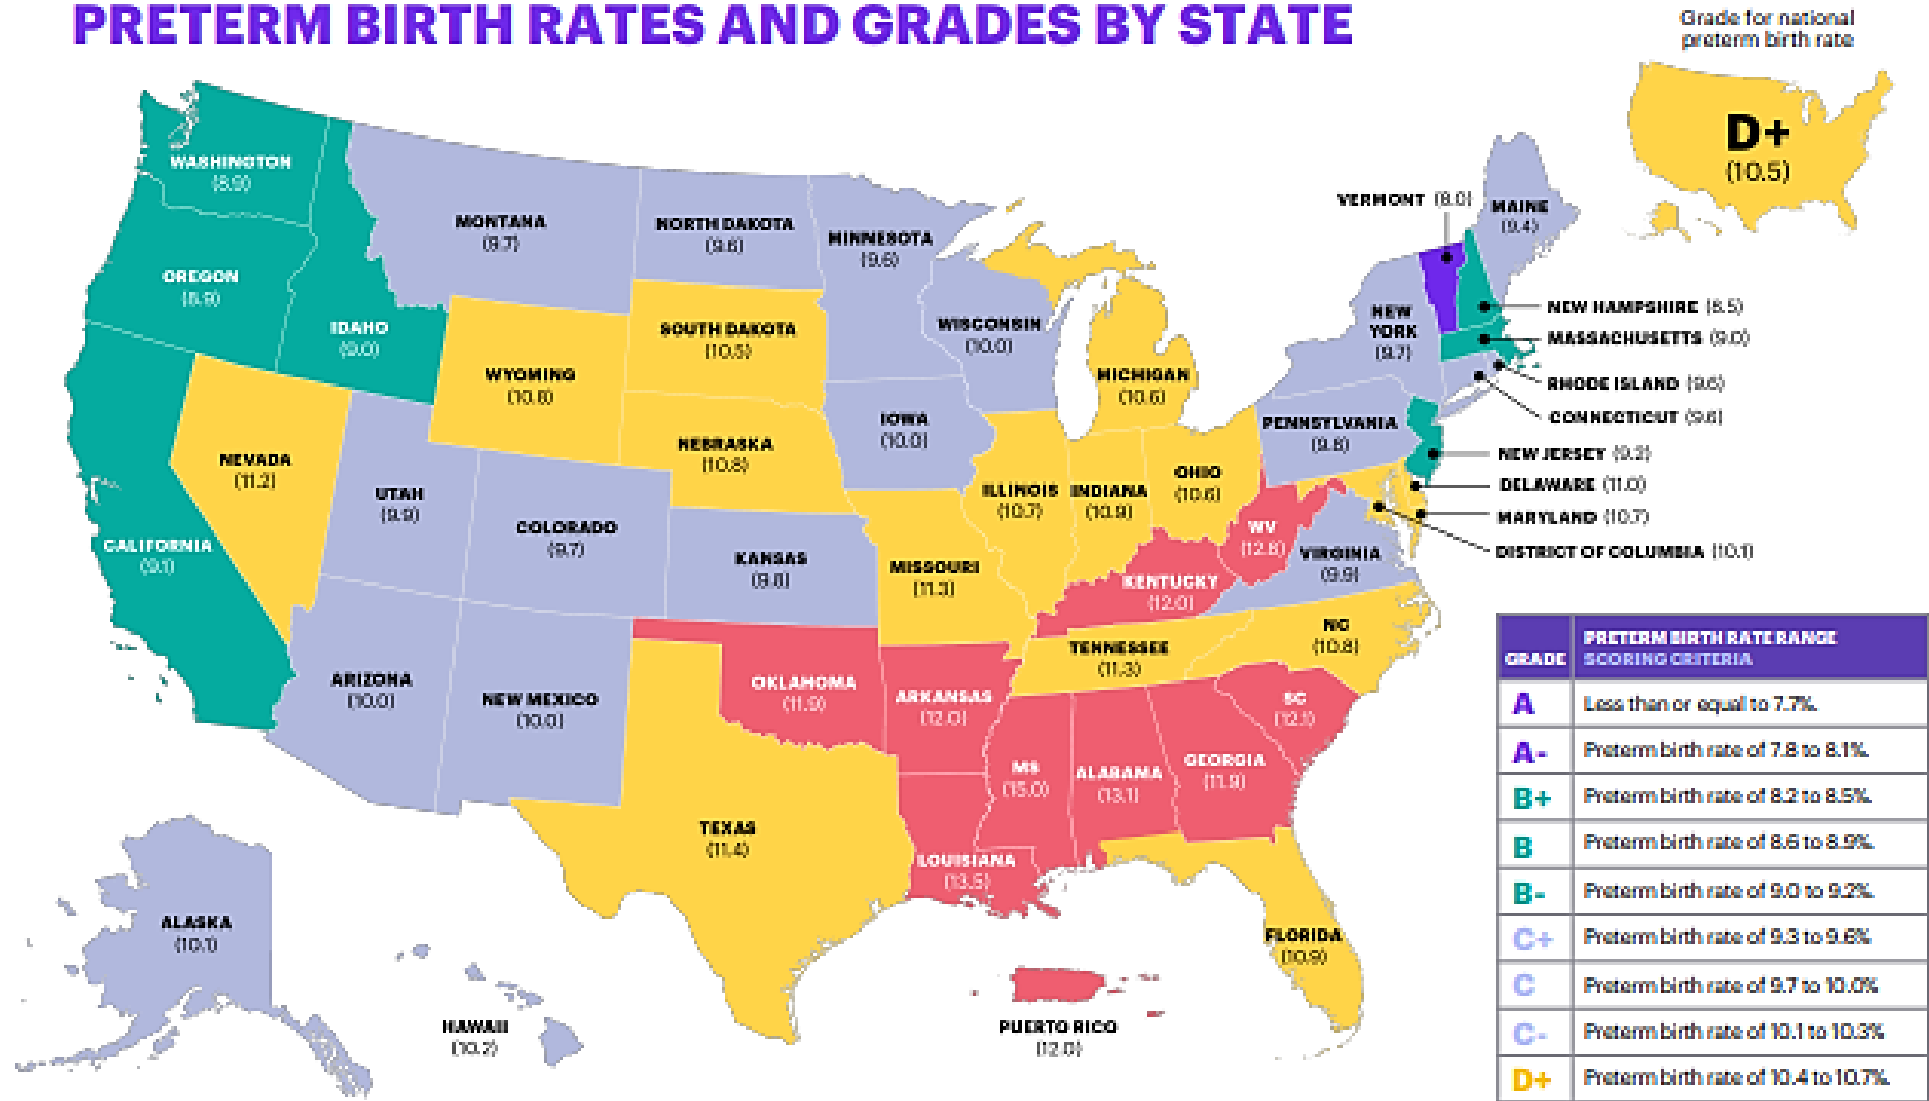 PRETERM BIRTH RATES AND GRADES BY STATE
Grade for national
preterm birth rate
D+
(10.5)
WASHINGTON
(8.9)
OREGON
(8.9)
IDAHO
(9.0)
MONTANA
(9.7)
NORTH DAKOTA
(9.6)
MINNESOTA
(9.6)
SOUTH DAKOTA
(10.5)
WISCONSIN
(10.0)
WYOMING
MICHIGAN
(10.6)
NEW
YORK
(9.7)
VERMONT (8.0)
MAINE
(9.4)
NEW HAMPSHIRE (8.5)
MASSACHUSETTS (9.0)
RHODE ISLAND (9.6)
CONNECTICUT (9.6)
NEW JERSEY (9.2)
DELAWARE (11.0)
MARYLAND (10.7)
DISTRICT OF COLUMBIA (10.1)
NEVADA
(11.2)
UTAH
(9.9)
COLORADO
(9.7)
NEBRASKA
(10.8)
IOWA
(10.0)
KANSAS
ILLINOIS
(10.7)
INDIANA
(10.9)
OHIO
(10.6)
PENNSYLVANIA
WV
VIRGINIA
(9.9)
CALIFORNIA
(9.1)
MISSOURI
(11.3)
KENTUCKY
(12.0)
TENNESSEE
(11.3)
NC
(10.8)
ARIZONA
(10.0)
NEW MEXICO
(10.0)
OKLAHOMA
(11.9)
ARKANSAS
(12.0)
SC
(12.1)
MS
(15.0)
ALABAMA
(13.1)
GEORGIA
(11.9)
TEXAS
(11.4)
LOUISIANA
(13.5)
FLORIDA
(10.9)
ALASKA
(10.1)
HAWAII
(10.2)
PUERTO RICO
(12.0)
GRADE
PRETERM BIRTH RATE RANGE
SCORING CRITERIA
A
Less than or equal to 7.7%.
A-
Preterm birth rate of 7.8 to 8.1%.
B+
Preterm birth rate of 8.2 to 8.5%.
B
Preterm birth rate of 8.6 to 8.9%.
B-
Preterm birth rate of 9.0 to 9.2%.
C+
Preterm birth rate of 9.3 to 9.6%
C
Preterm birth rate of 9.7 to 10.0%
C-
Preterm birth rate of 10.1 to 10.3%
D+
Preterm birth rate of 10.4 to 10.7%.